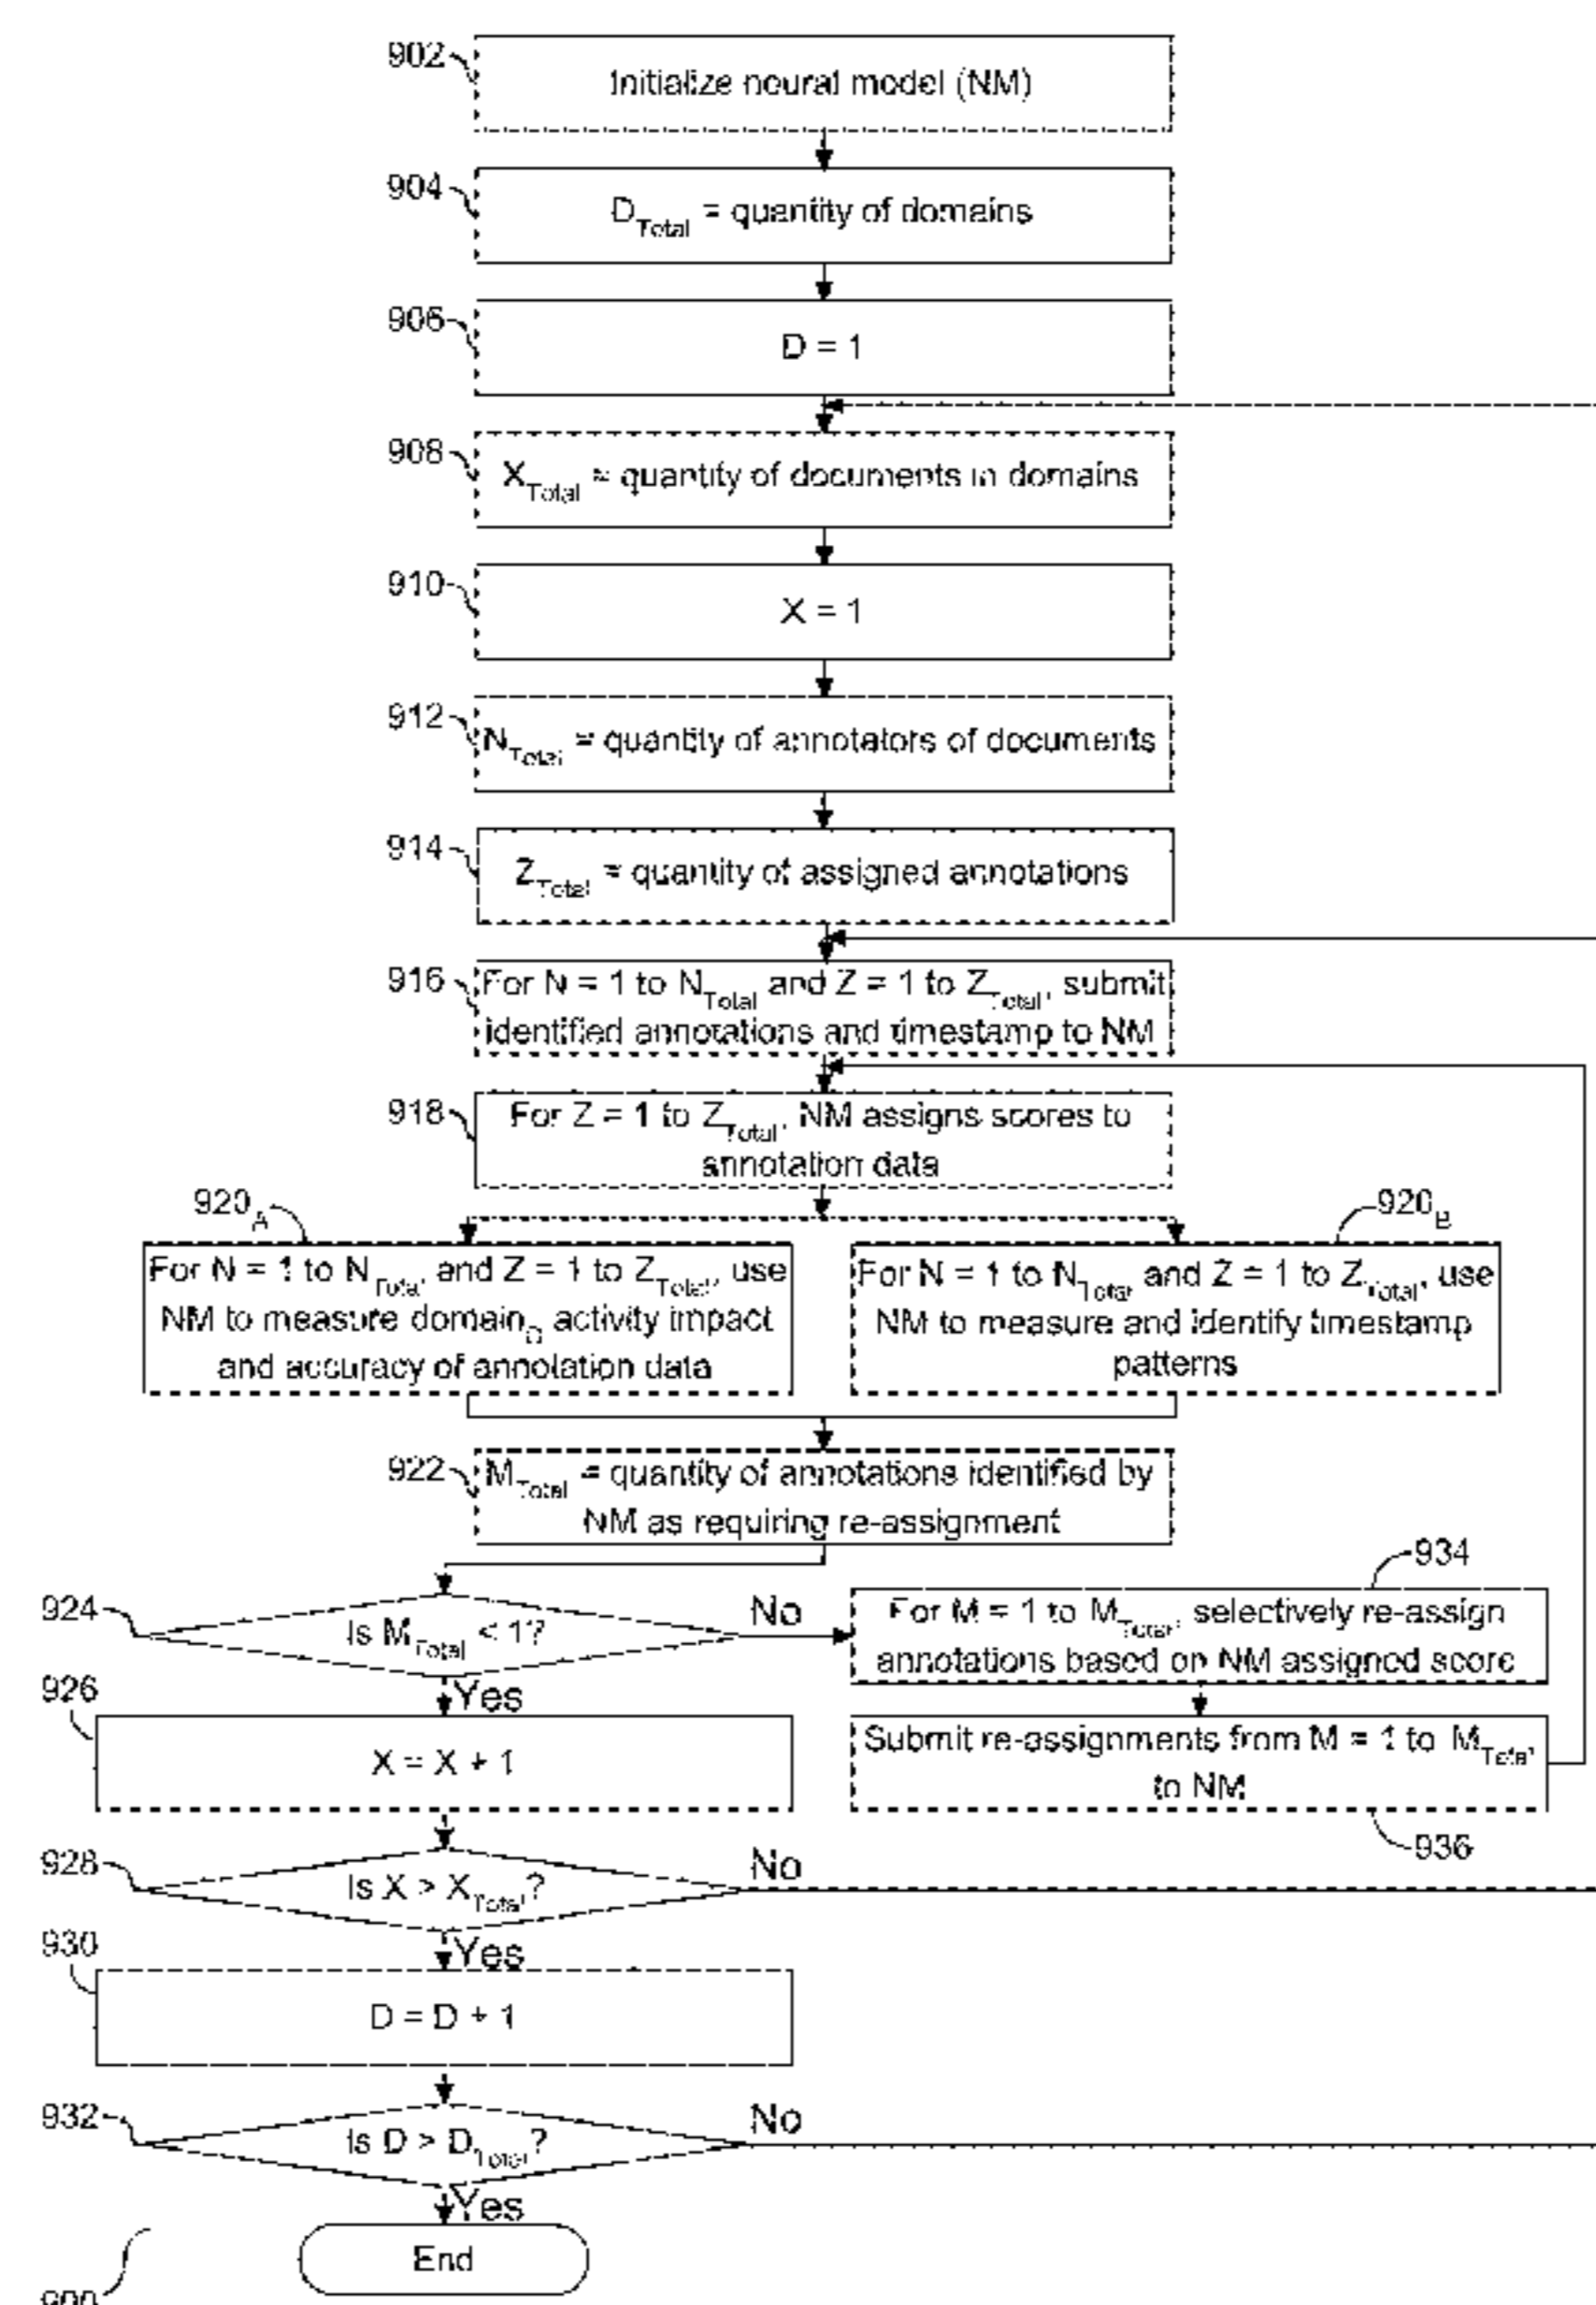 902
Initialize neural model (NM)
904
D_Total = quantity of domains
906
D = 1
908
X_Total = quantity of documents in domains
910
X = 1
912
N_Total = quantity of annotators of documents
914
Z_Total = quantity of assigned annotations
916
For N = 1 to N_Total and Z = 1 to Z_Total, submit
identified annotations and timestamp to NM
918
For Z = 1 to Z_Total, NM assigns scores to
annotation data
920_A
For N = 1 to N_Total, and Z = 1 to Z_Total, use
NM to measure domain_D activity impact
and accuracy of annotation data
920_B
For N = 1 to N_Total, and Z = 1 to Z_Total, use
NM to measure and identify timestamp
patterns
922
M_Total = quantity of annotations identified by
NM as requiring re-assignment
924
Is M_Total < 1?
No
Yes
934
For M = 1 to M_Total, selectively re-assign
annotations based on NM assigned score
926
X = X + 1
Submit re-assignments from M = 1 to M_Total,
to NM
936
928
Is X > X_Total?
No
Yes
930
D = D + 1
932
Is D > D_Total?
No
Yes
End
900